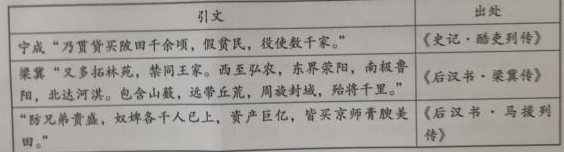 引文 出处
宁成“乃貰貸买陂田千余顷，假贫民，役使数千家。” 《史记·酷吏列传》
梁冀“又多拓林苑，禁同王家。西至弘农，东界荥阳，南极鲁
阳，北达河淇。包含山薮，远带丘荒，周旋封域，殆将千里。” 《后汉书·梁冀传》
“防兄弟贵盛，奴婢各千人已上，资产巨亿，皆买京师膏腴美
田。” 《后汉书·马援列
传》